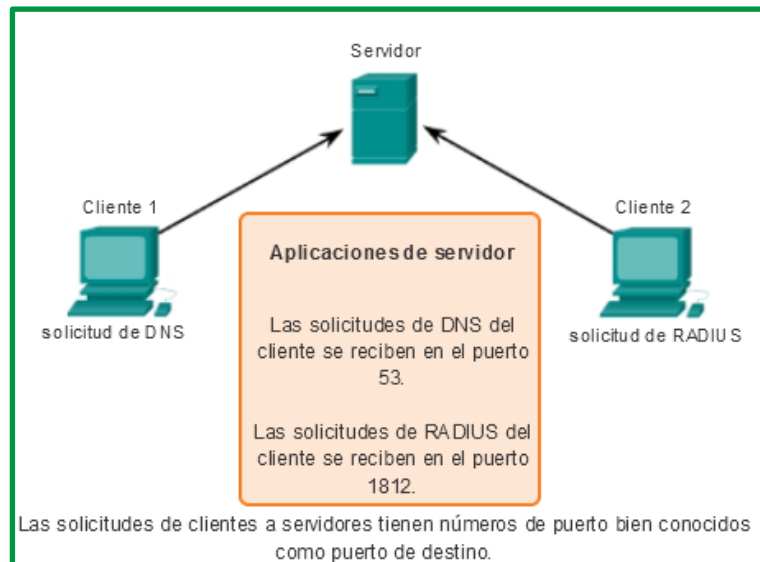 Servidor
Cliente 1
Cliente 2
solicitud de DNS
solicitud de RADIUS
Aplicaciones de servidor
Las solicitudes de DNS del
cliente se reciben en el puerto
53.
Las solicitudes de RADIUS del
cliente se reciben en el puerto
1812.
Las solicitudes de clientes a servidores tienen números de puerto bien conocidos
como puerto de destino.